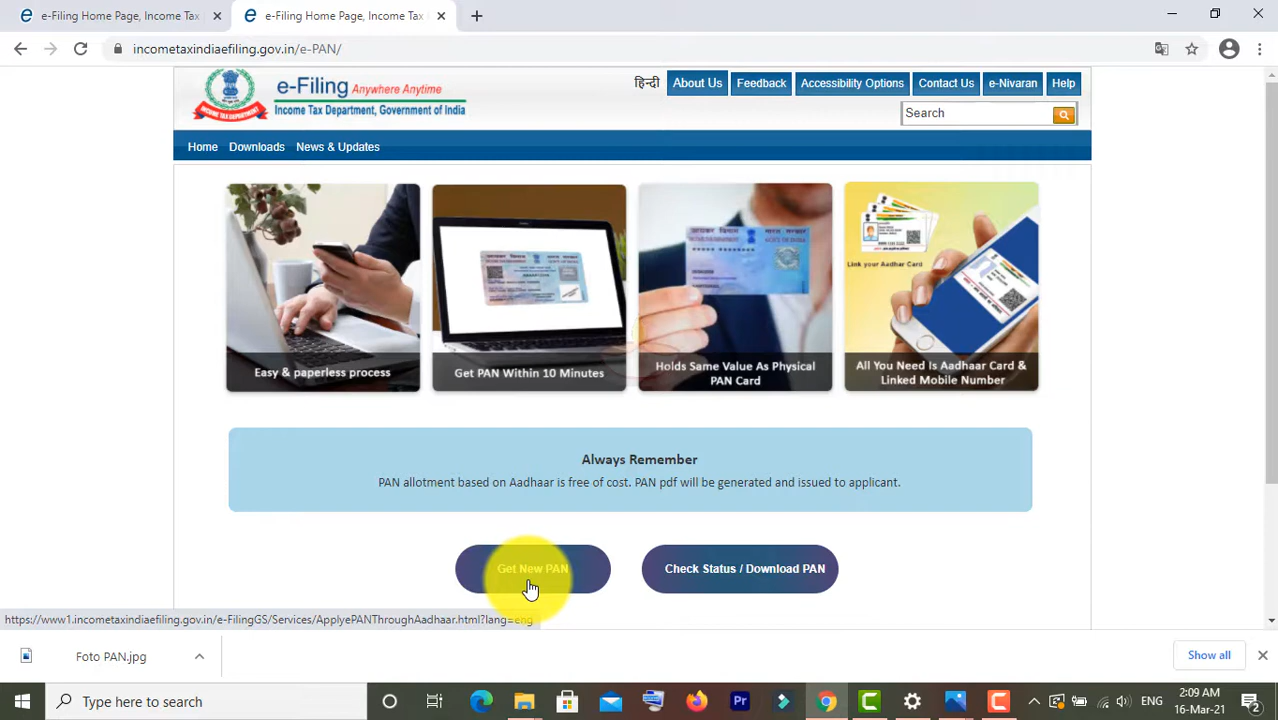 e-Filing Home Page, Income Tax
e-Filing Home Page, Income Tax
incometaxindiaefiling.gov.in/e-PAN/
e-Filing Anywhere Anytime
Income Tax Department, Government of India
हिन्दी About Us Feedback Accessibility Options Contact Us e-Nivaran Help
Search
Home Downloads News & Updates
Easy & paperless process
Get PAN Within 10 Minutes
Holds Same Value As Physical
PAN Card
Link your Aadhar Card
All You Need Is Aadhaar Card &
Linked Mobile Number
Always Remember
PAN allotment based on Aadhaar is free of cost. PAN pdf will be generated and issued to applicant.
Get New PAN
Check Status / Download PAN
https://www1.incometaxindiaefiling.gov.in/e-FilingGS/Services/ApplyePANThroughAadhaar.html?lang=eng
Foto PAN.jpg
Show all
Type here to search
Pr
ENG
2:09 AM
16-Mar-21
2